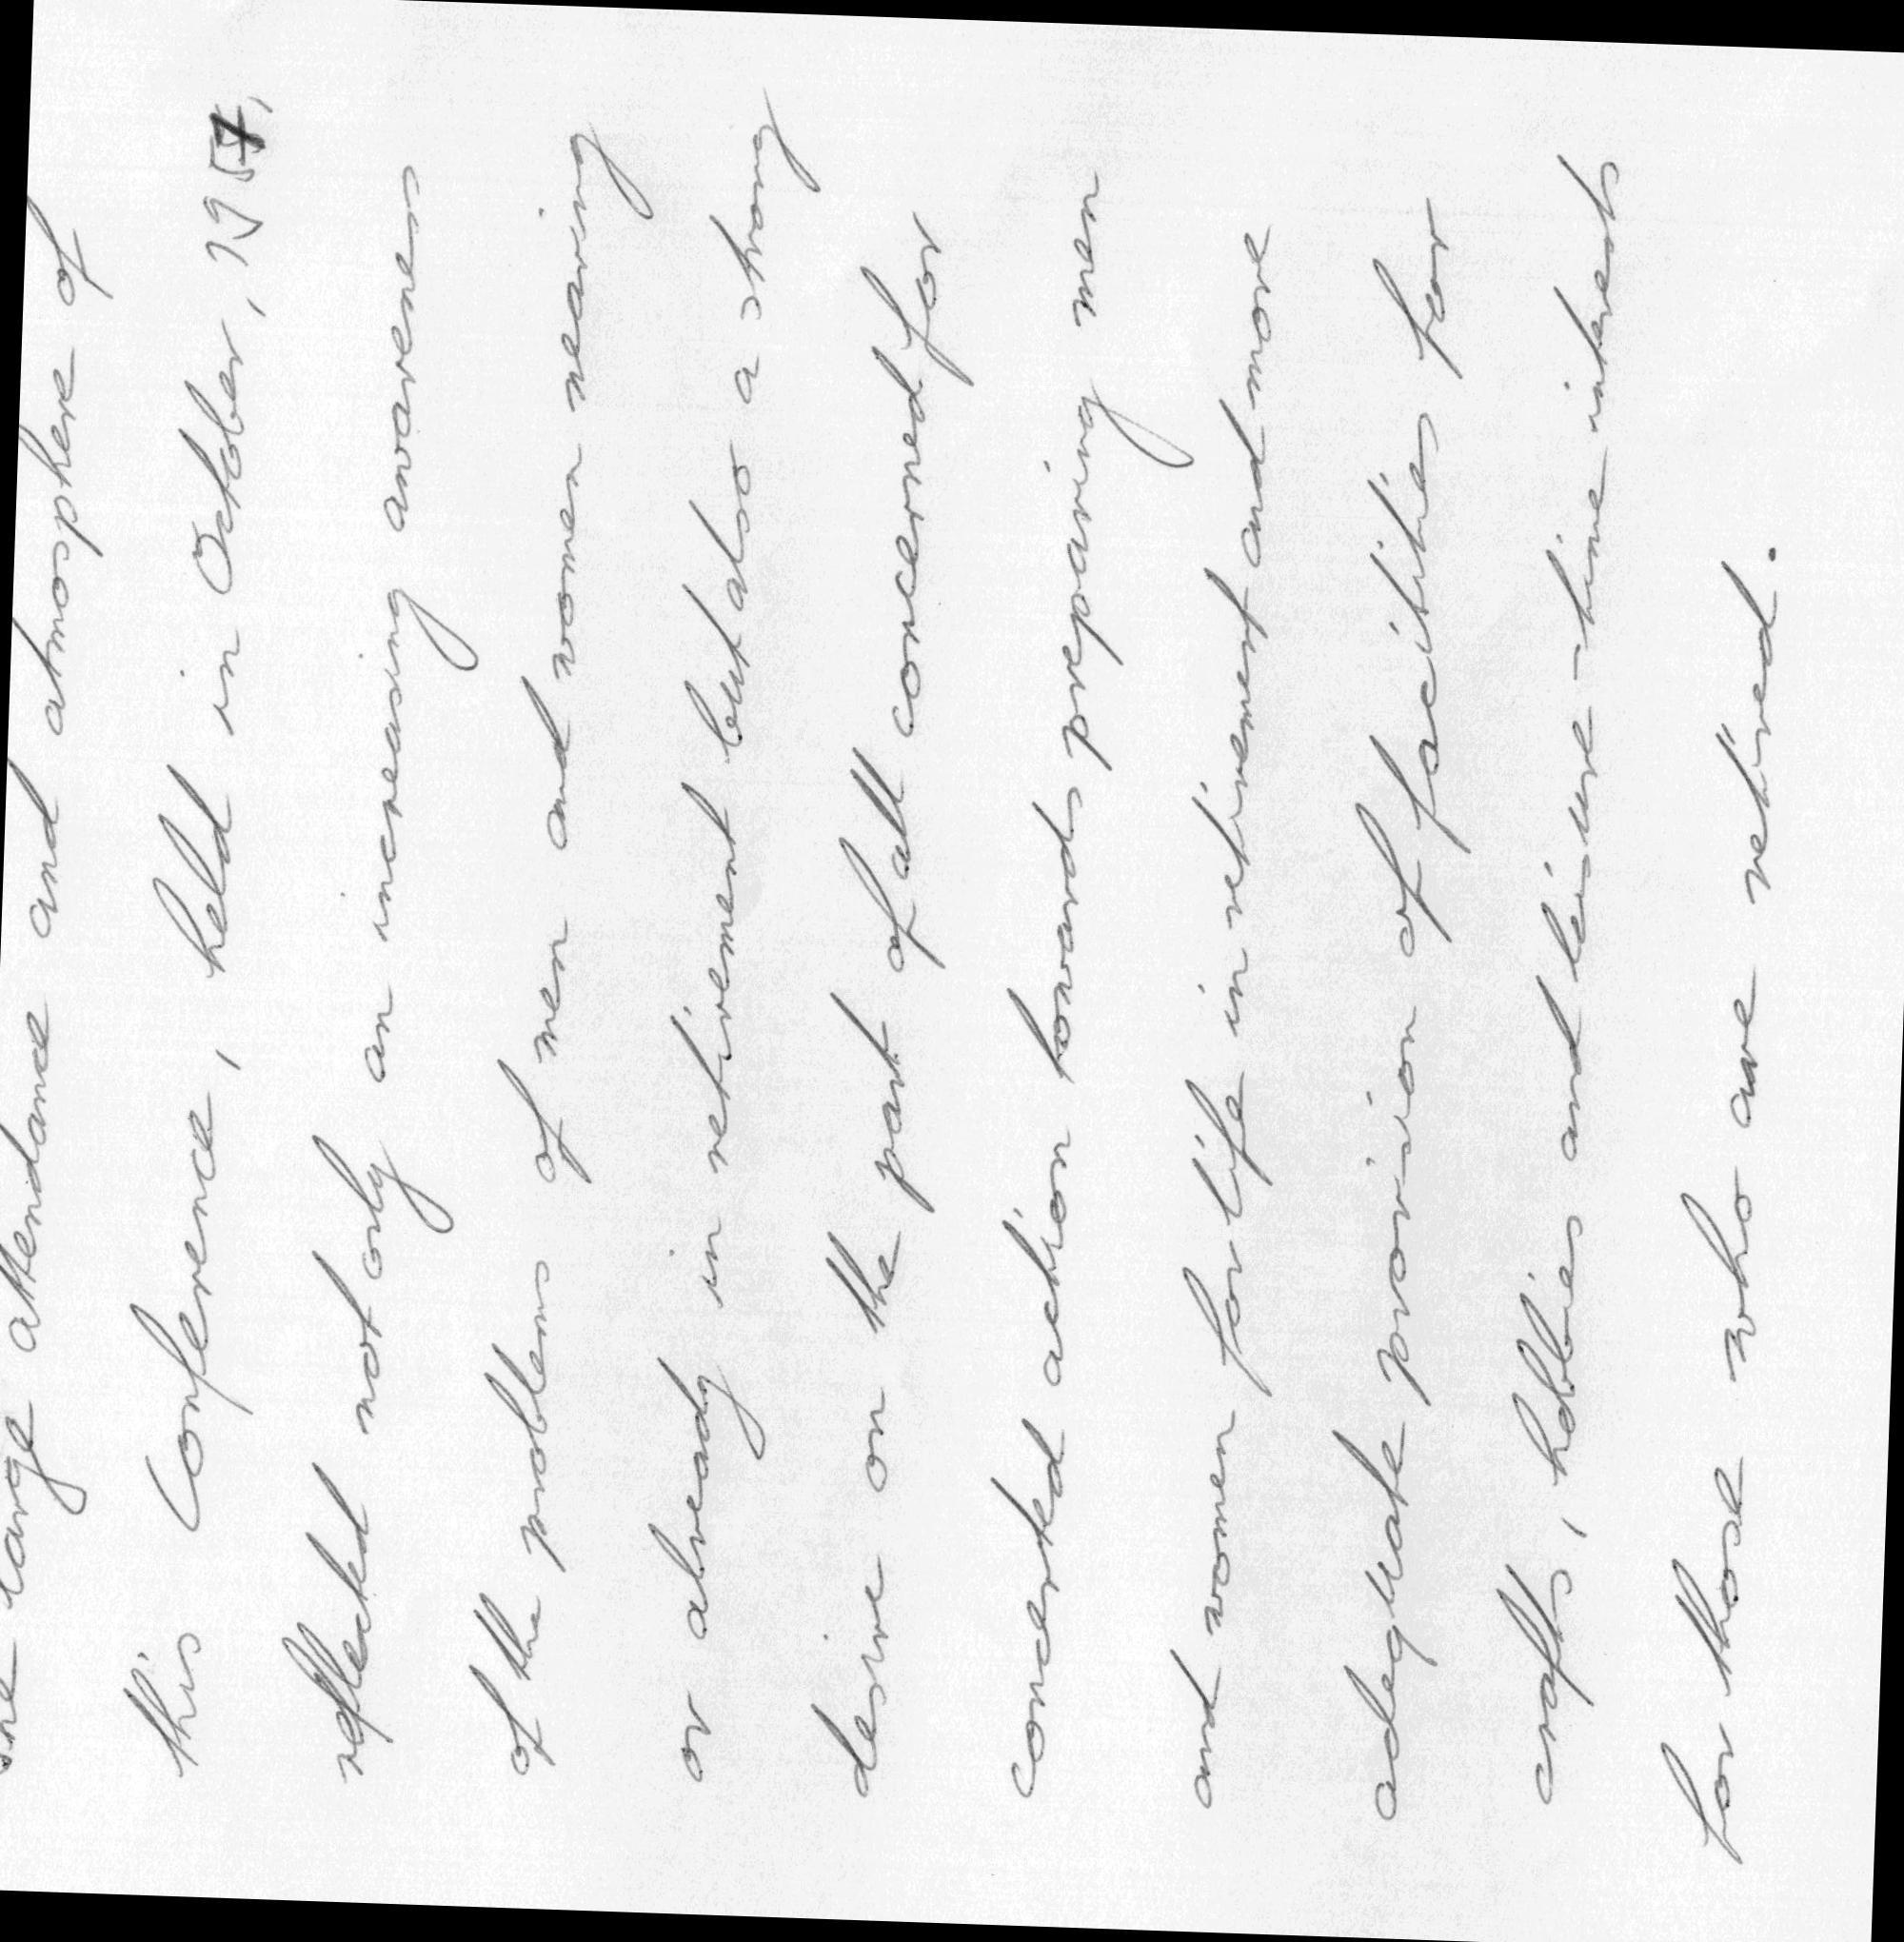 The large attendance and atmosphere of
this Conference, held in October, 1957,
reflected not only an increasing awareness
of the problems of men and women nearing
or already in retirement but also a strong
desire on the part of all concerned for
concerted action towards preparing men
and women for life in retirement and more
adequate provision of facilities for
crafts, hobbies and leisure-time interests
for those who are retired.